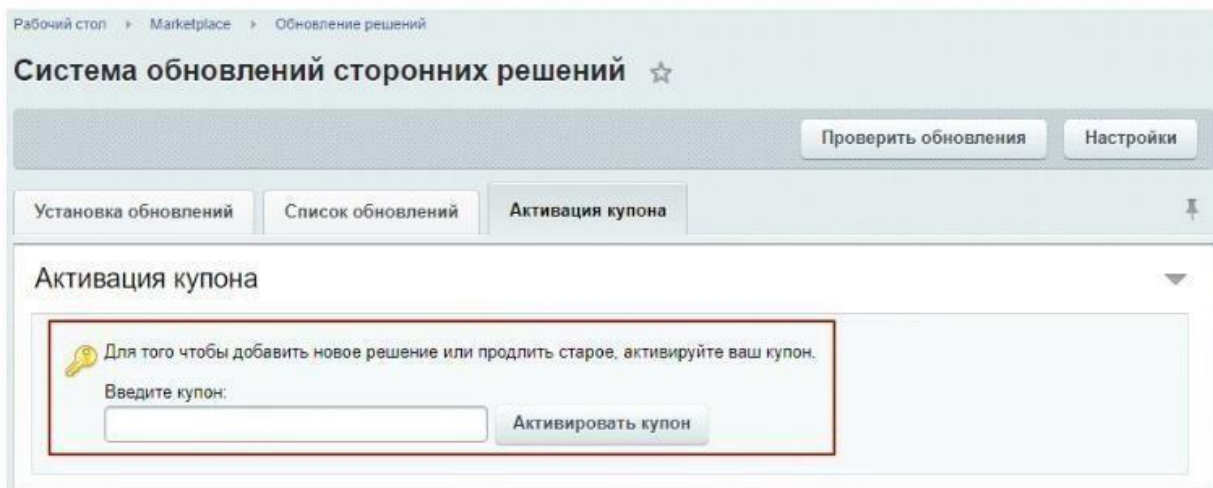 Рабочий стол Marketplace Обновление решений
Система обновлений сторонних решений
Проверить обновления Настройки
Установка обновлений Список обновлений Активация купона
Активация купона
Для того чтобы добавить новое решение или продлить старое, активируйте ваш купон.
Введите купон:
Активировать купон